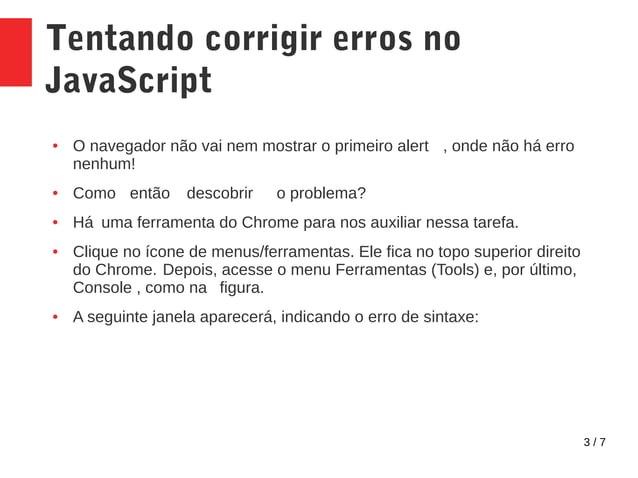 Tentando corrigir erros no
JavaScript
• O navegador não vai nem mostrar o primeiro alert , onde não há erro
nenhum!
• Como então descobrir o problema?
• Há uma ferramenta do Chrome para nos auxiliar nessa tarefa.
• Clique no ícone de menus/ferramentas. Ele fica no topo superior direito
do Chrome. Depois, acesse o menu Ferramentas (Tools) e, por último,
Console , como na figura.
• A seguinte janela aparecerá, indicando o erro de sintaxe:
3 / 7